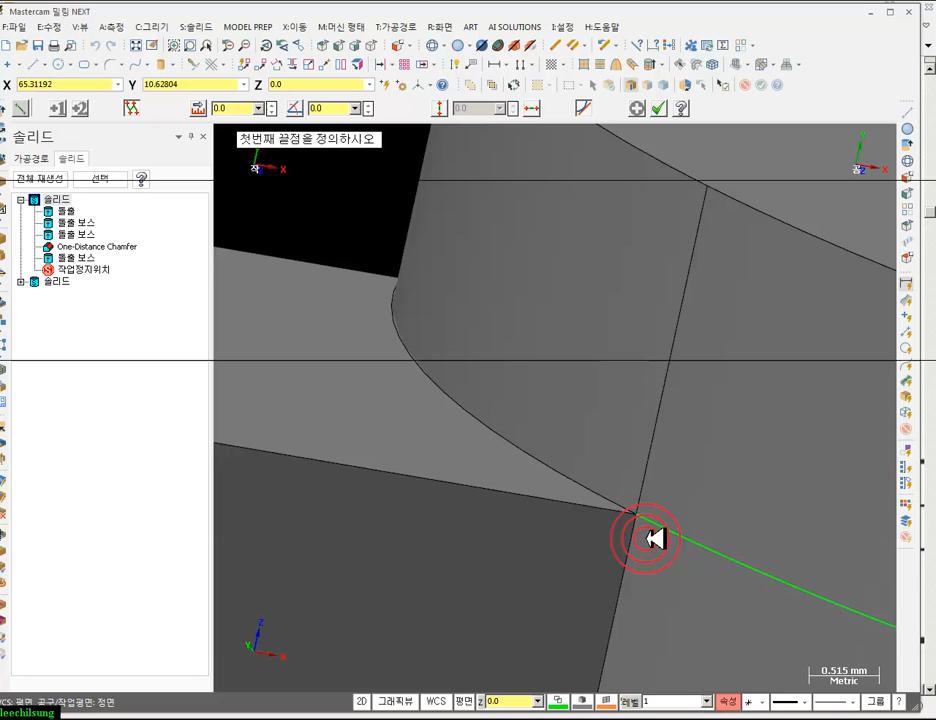 Mastercam 밀링 NEXT
F:파일 E:수정 V:뷰 A:측정 C:그리기 S:솔리드 MODEL PREP X:이동 M:머신 형태 T:가공경로 R:화면 ART AI SOLUTIONS I:설정 H:도움말
X 65.31192 Y 10.62804 Z 0.0
+1 +2 0.0 0.0 0.0
솔리드
가공경로 솔리드
전체 재생성 선택
솔리드
돌출
돌출 보스
돌출 보스
One-Distance Chamfer
돌출 보스
작업정지위치
솔리드
첫번째 끝점을 정의하시오
작 X
Y
공 X
Z
Y X
0.515 mm
Metric
WCS: 평면, 공구/작업평면: 정면
2D 그래픽뷰 WCS 평면 Z 0.0 레벨 1 속성 그룹 ?
leechilsung